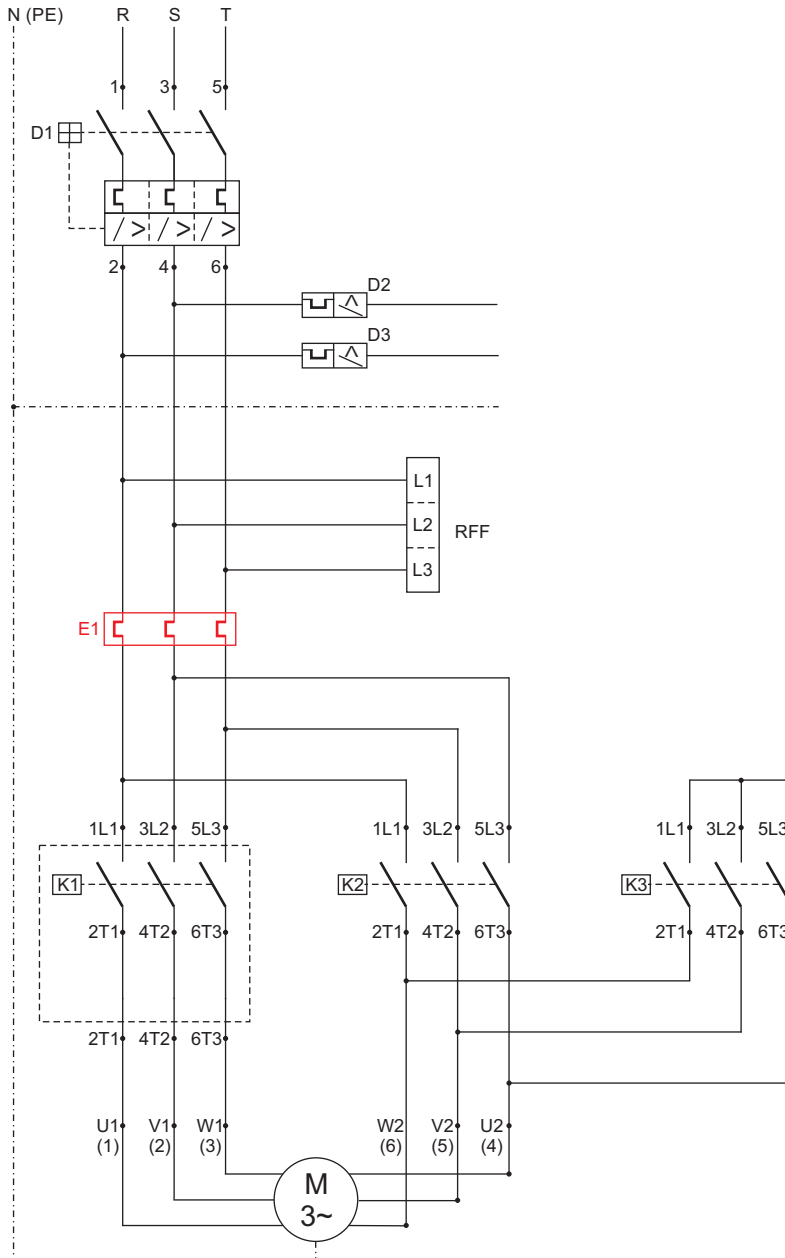 N (PE) R S T
1 3 5
D1
2 4 6
D2
D3
L1
L2
L3
RFF
E1
1L1 3L2 5L3 1L1 3L2 5L3 1L1 3L2 5L3
K1 K2 K3
2T1 4T2 6T3 2T1 4T2 6T3 2T1 4T2 6T3
2T1 4T2 6T3
U1 V1 W1 W2 V2 U2
(1) (2) (3) (6) (5) (4)
M
3~